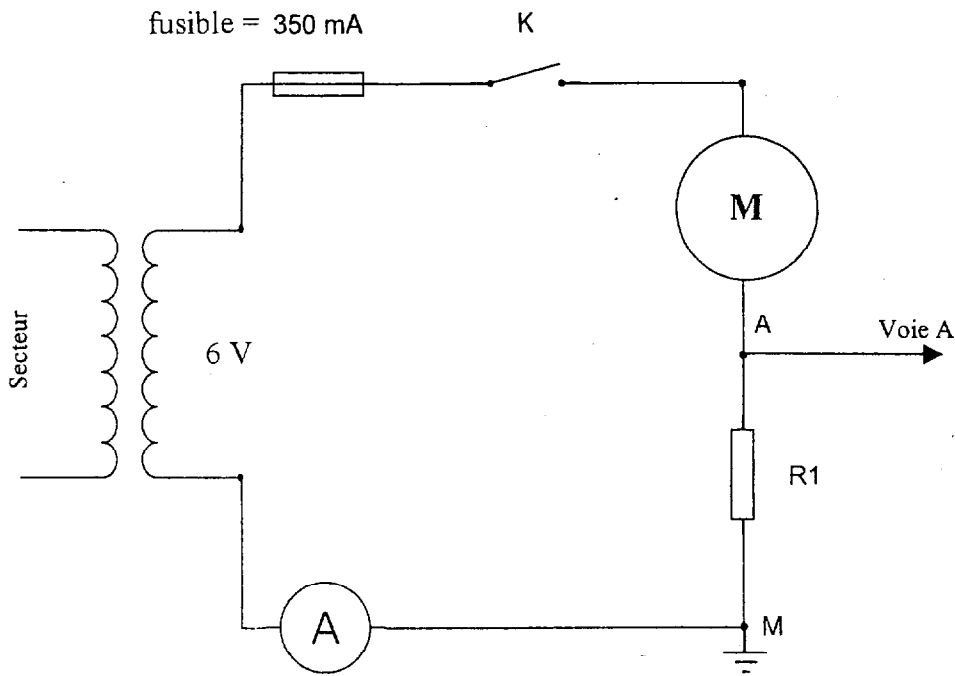 fusible = 350 mA
K
M
A
Voie A
Secteur
6 V
R1
A
M